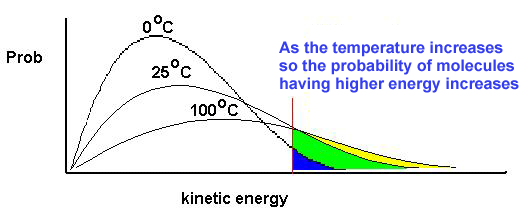 0°C
As the temperature increases
so the probability of molecules
having higher energy increases
Prob
25°C
100°C
kinetic energy